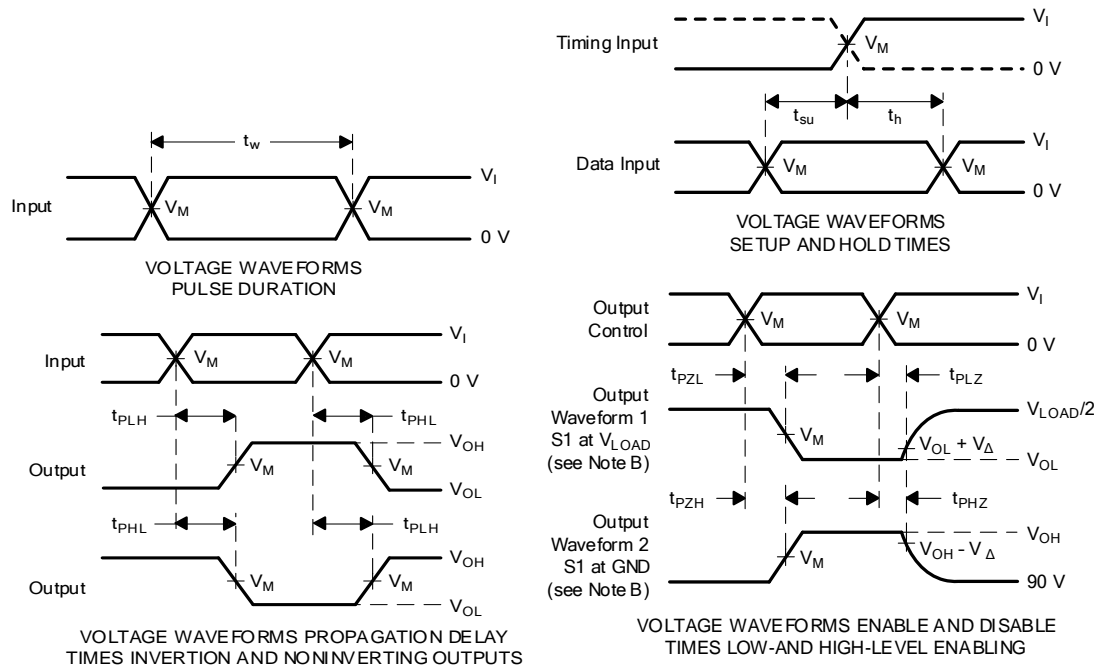 V_I
Timing Input
V_M
0 V
t_su
t_h
V_I
Data Input
V_M
V_M
0 V
VOLTAGE WAVEFORMS
SETUP AND HOLD TIMES
t_w
V_I
Input
V_M
V_M
0 V
VOLTAGE WAVEFORMS
PULSE DURATION
V_I
Input
V_M
V_M
0 V
t_PLH
t_PHL
V_OH
Output
V_M
V_M
V_OL
t_PHL
t_PLH
V_OH
Output
V_M
V_M
V_OL
VOLTAGE WAVEFORMS PROPAGATION DELAY
TIMES INVERTION AND NONINVERTING OUTPUTS
V_I
Output
Control
V_M
V_M
0 V
t_PZL
t_PLZ
Output
Waveform 1
S1 at V_LOAD
(see Note B)
V_LOAD/2
V_M
V_OL + V_Δ
V_OL
t_PZH
t_PHZ
Output
Waveform 2
S1 at GND
(see Note B)
V_OH
V_M
V_OH - V_Δ
90 V
VOLTAGE WAVEFORMS ENABLE AND DISABLE
TIMES LOW-AND HIGH-LEVEL ENABLING